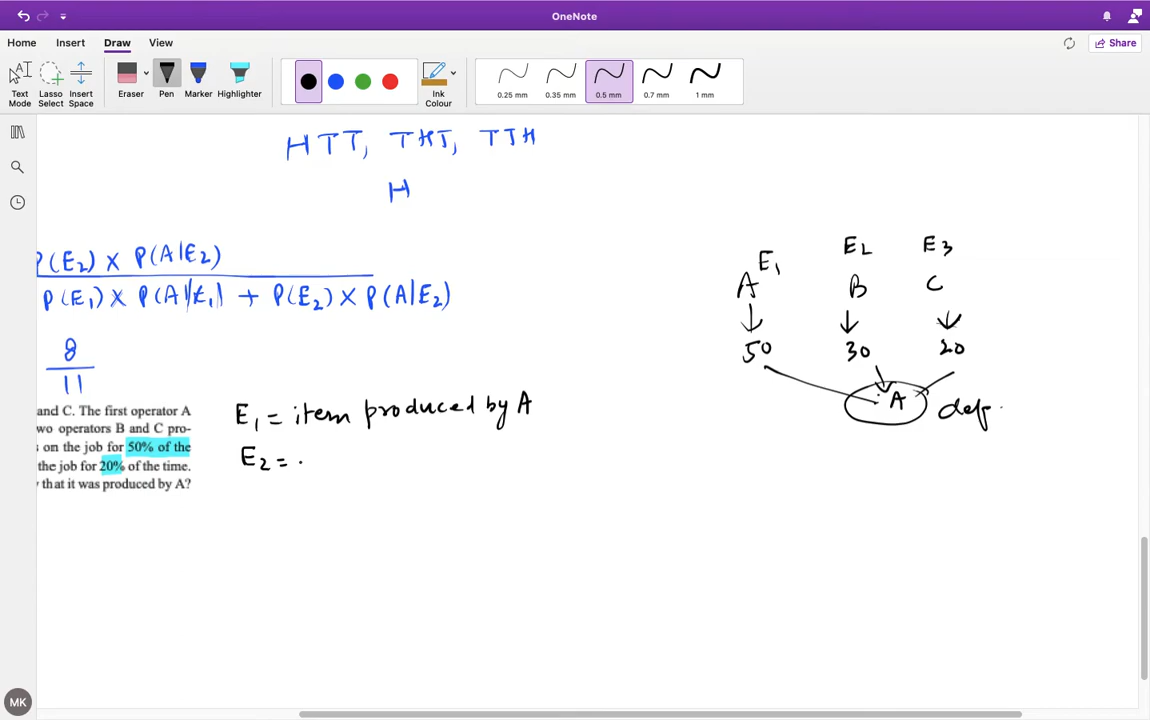 OneNote
Home Insert Draw View
Share
Text Mode
Lasso Select
Insert Space
Eraser
Pen
Marker
Highlighter
Ink Colour
0.25 mm
0.35 mm
0.5 mm
0.7 mm
1 mm
HTT, THT, TTH
H
P(E2) × P(A|E2)
P(E1) × P(A|E1) + P(E2) × P(A|E2)
8
11
E1 E2 E3
A B C
50 30 20
A def.
and C. The first operator A
wo operators B and C pro-
on the job for 50% of the
the job for 20% of the time.
that it was produced by A?
E1 = item produced by A
E2 = .
MK